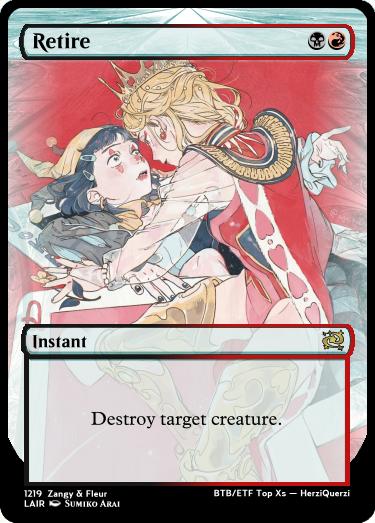 Retire
Instant
Destroy target creature.
1219 Zangy & Fleur
BTB/ETF Top Xs — HerziQuerzi
LAIR Sumiko Arai